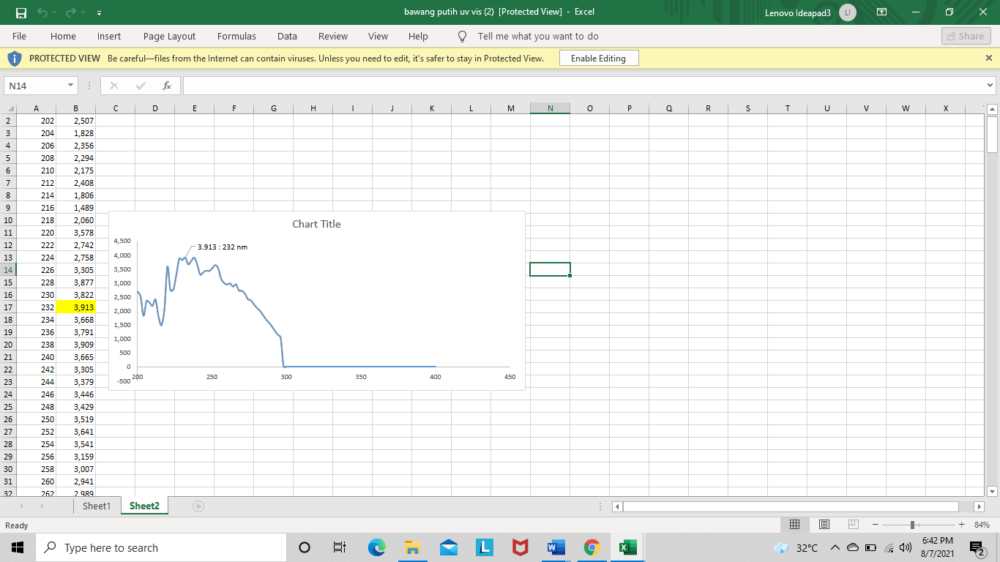 bawang putih uv vis (2) [Protected View] - Excel
Lenovo Ideapad3 LI
File Home Insert Page Layout Formulas Data Review View Help Tell me what you want to do Share
PROTECTED VIEW Be careful—files from the Internet can contain viruses. Unless you need to edit, it's safer to stay in Protected View. Enable Editing
N14 fx
A B C D E F G H I J K L M N O P Q R S T U V W X
2 202 2,507
3 204 1,828
4 206 2,356
5 208 2,294
6 210 2,175
7 212 2,408
8 214 1,806
9 216 1,489
10 218 2,060
11 220 3,578
12 222 2,742
13 224 2,758
14 226 3,305
15 228 3,877
16 230 3,822
17 232 3,913
18 234 3,668
19 236 3,791
20 238 3,909
21 240 3,665
22 242 3,305
23 244 3,379
24 246 3,446
25 248 3,429
26 250 3,519
27 252 3,641
28 254 3,541
29 256 3,159
30 258 3,007
31 260 2,941
32 262 2,989
Chart Title
4,500
3.913 : 232 nm
4,000
3,500
3,000
2,500
2,000
1,500
1,000
500
0
-500
200 250 300 350 400 450
Sheet1 Sheet2
Ready 84%
Type here to search
L W X
32°C
6:42 PM
8/7/2021
2